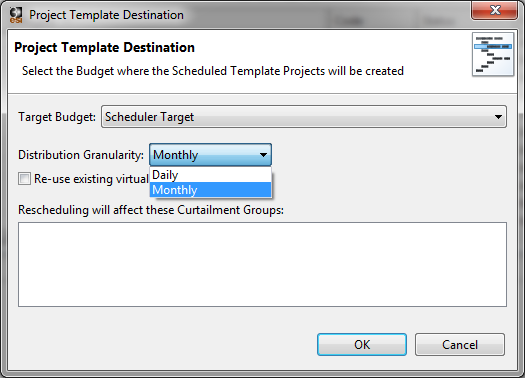 Project Template Destination
Project Template Destination
Select the Budget where the Scheduled Template Projects will be created
Target Budget: Scheduler Target
Distribution Granularity: Monthly
Daily
Monthly
Re-use existing virtual
Rescheduling will affect these Curtailment Groups:
OK
Cancel